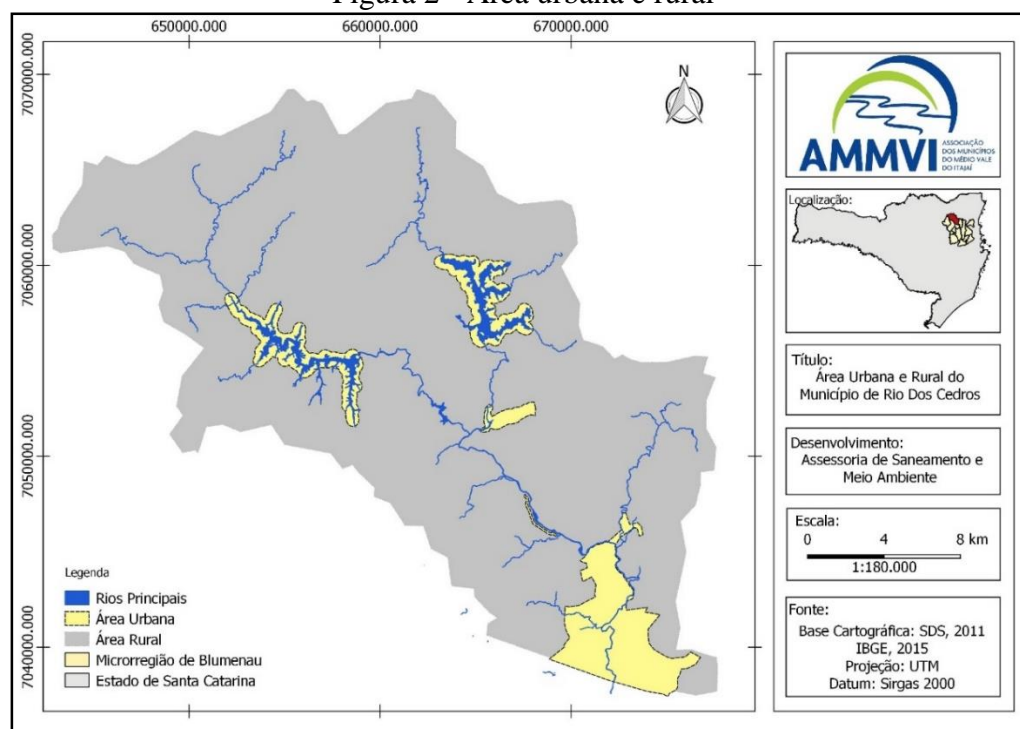 Figura 2 - Área urbana e rural
650000.000
660000.000
670000.000
7070000.000
7060000.000
7050000.000
7040000.000
N
Legenda
Rios Principais
Área Urbana
Área Rural
Microrregião de Blumenau
Estado de Santa Catarina
AMMVI
ASSOCIAÇÃO
DOS MUNICÍPIOS
DO MÉDIO VALE
DO ITAJAÍ
Localização:
Título:
Área Urbana e Rural do
Município de Rio Dos Cedros
Desenvolvimento:
Assessoria de Saneamento e
Meio Ambiente
Escala:
0 4 8 km
1:180.000
Fonte:
Base Cartográfica: SDS, 2011
IBGE, 2015
Projeção: UTM
Datum: Sirgas 2000